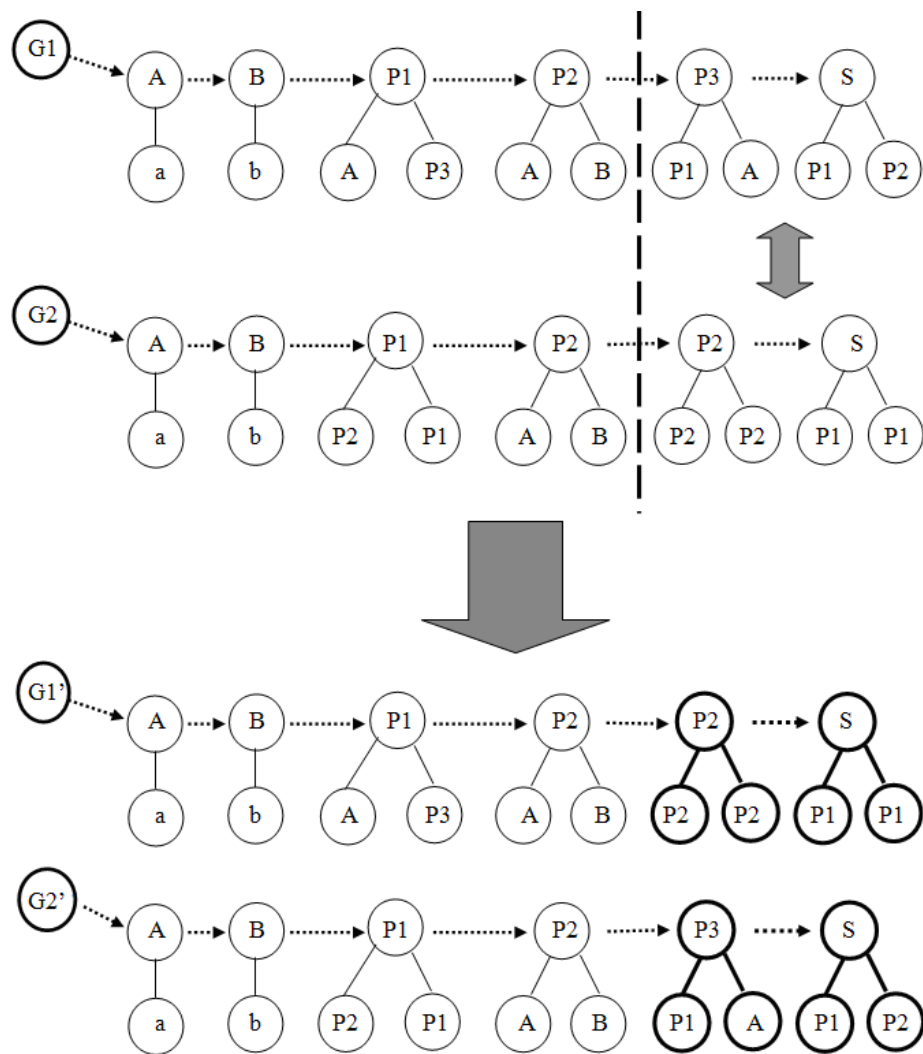 G1 A B P1 P2 P3 S
a b A P3 A B P1 A P1 P2
G2 A B P1 P2 P2 S
a b P2 P1 A B P2 P2 P1 P1
G1’ A B P1 P2 P2 S
a b A P3 A B P2 P2 P1 P1
G2’ A B P1 P2 P3 S
a b P2 P1 A B P1 A P1 P2